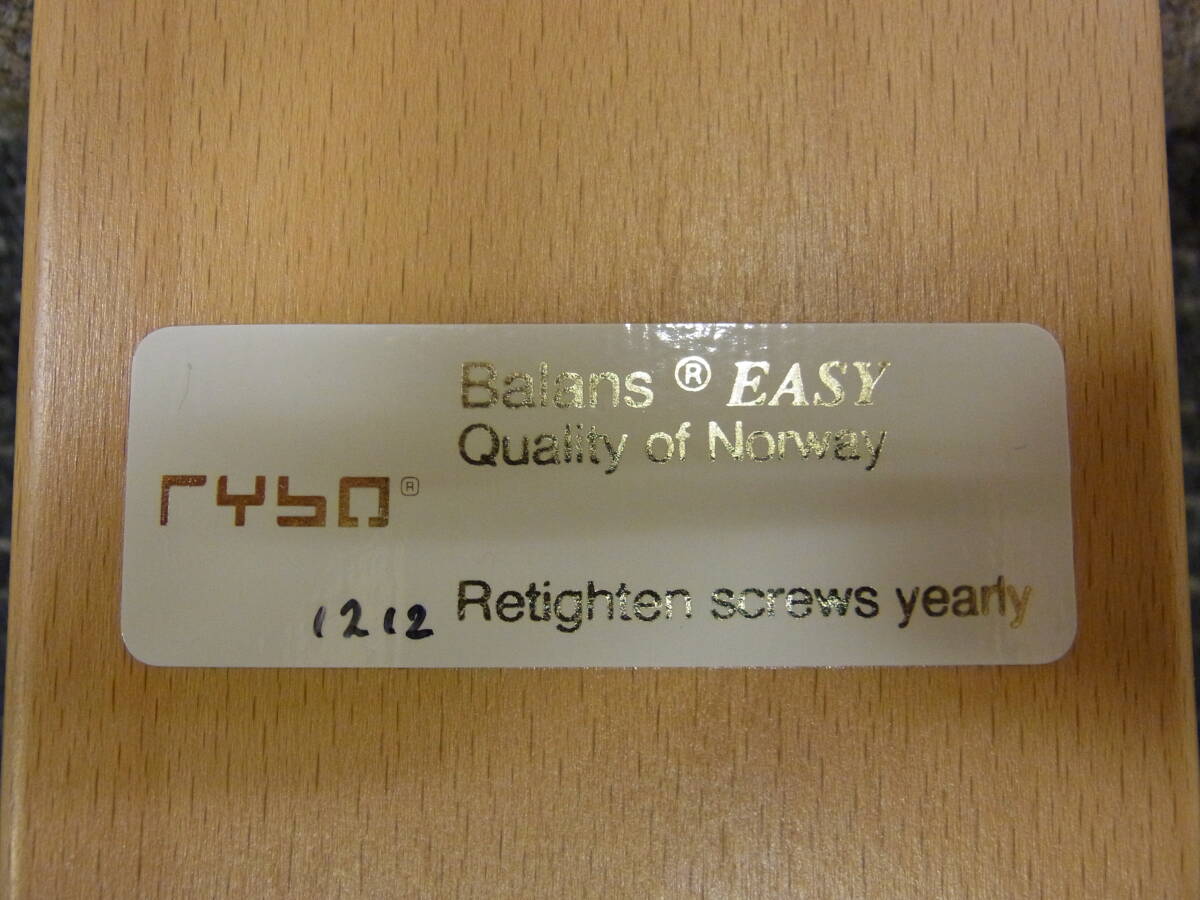 Balans ® EASY
Quality of Norway
rybo ®
1212
Retighten screws yearly